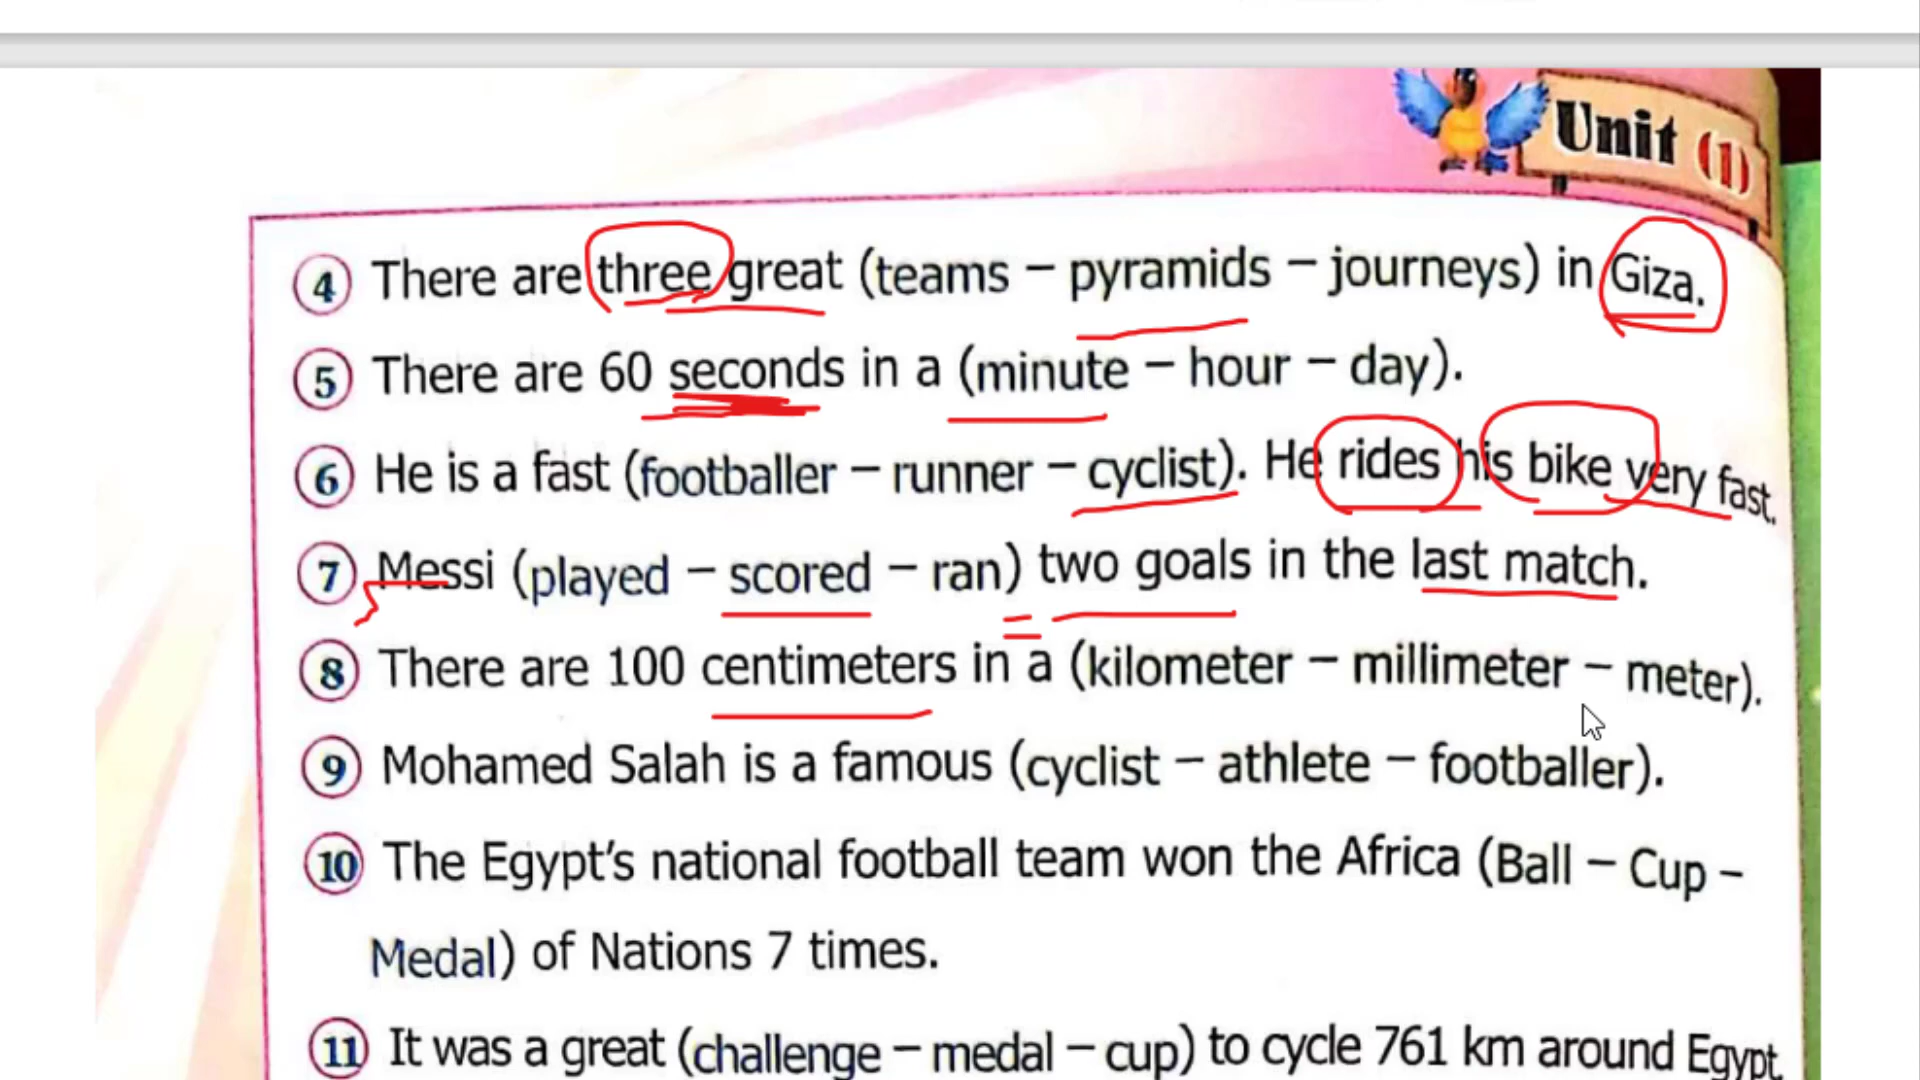 Unit (1)
4 There are three great (teams – pyramids – journeys) in Giza.
5 There are 60 seconds in a (minute – hour – day).
6 He is a fast (footballer – runner – cyclist). He rides his bike very fast.
7 Messi (played – scored – ran) two goals in the last match.
8 There are 100 centimeters in a (kilometer – millimeter – meter).
9 Mohamed Salah is a famous (cyclist – athlete – footballer).
10 The Egypt's national football team won the Africa (Ball – Cup –
Medal) of Nations 7 times.
11 It was a great (challenge – medal – cup) to cycle 761 km around Egypt